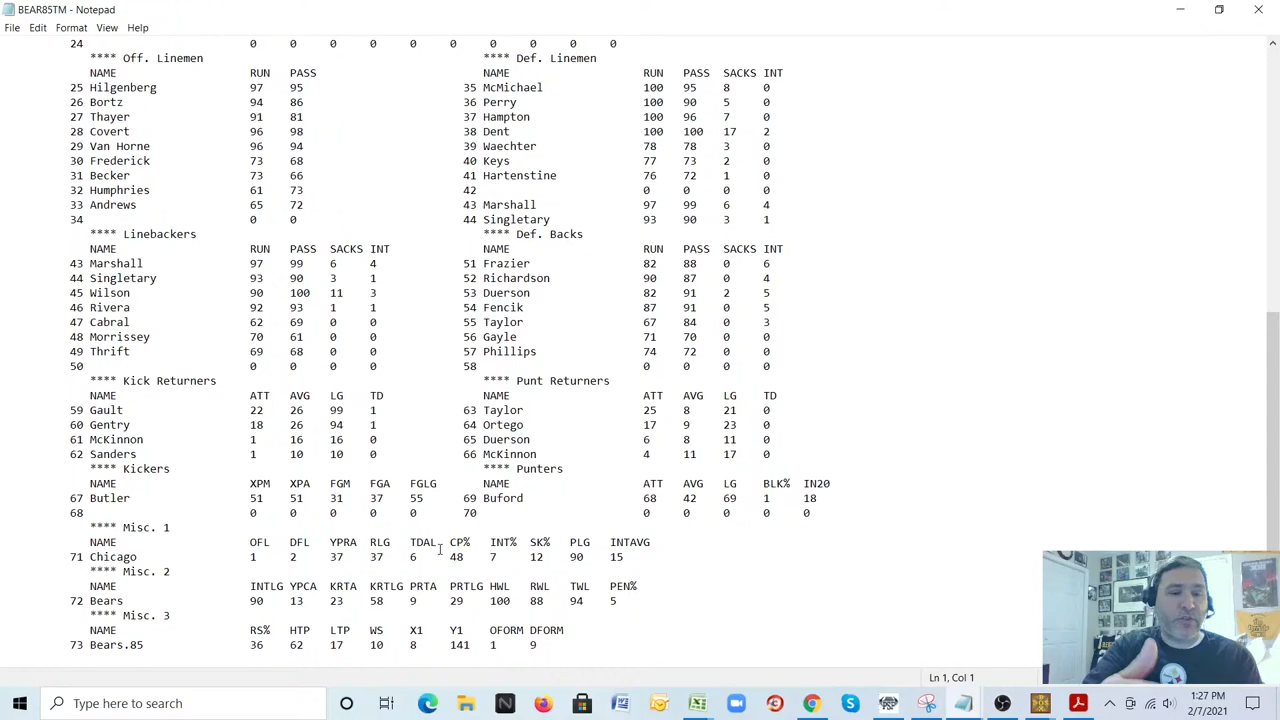 BEAR85TM - Notepad
File Edit Format View Help
24 0 0 0 0 0 0 0 0 0 0
**** Off. Linemen **** Def. Linemen
NAME RUN PASS NAME RUN PASS SACKS INT
25 Hilgenberg 97 95 35 McMichael 100 95 8 0
26 Bortz 94 86 36 Perry 100 90 5 0
27 Thayer 91 81 37 Hampton 100 96 7 0
28 Covert 96 98 38 Dent 100 100 17 2
29 Van Horne 96 94 39 Waechter 78 78 3 0
30 Frederick 73 68 40 Keys 77 73 2 0
31 Becker 73 66 41 Hartenstine 76 72 1 0
32 Humphries 61 73 42 0 0 0 0
33 Andrews 65 72 43 Marshall 97 99 6 4
34 0 0 44 Singletary 93 90 3 1
**** Linebackers **** Def. Backs
NAME RUN PASS SACKS INT NAME RUN PASS SACKS INT
43 Marshall 97 99 6 4 51 Frazier 82 88 0 6
44 Singletary 93 90 3 1 52 Richardson 90 87 0 4
45 Wilson 90 100 11 3 53 Duerson 82 91 2 5
46 Rivera 92 93 1 1 54 Fencik 87 91 0 5
47 Cabral 62 69 0 0 55 Taylor 67 84 0 3
48 Morrissey 70 61 0 0 56 Gayle 71 70 0 0
49 Thrift 69 68 0 0 57 Phillips 74 72 0 0
50 0 0 0 0 58 0 0 0 0
**** Kick Returners **** Punt Returners
NAME ATT AVG LG TD NAME ATT AVG LG TD
59 Gault 22 26 99 1 63 Taylor 25 8 21 0
60 Gentry 18 26 94 1 64 Ortego 17 9 23 0
61 McKinnon 1 16 16 0 65 Duerson 6 8 11 0
62 Sanders 1 10 10 0 66 McKinnon 4 11 17 0
**** Kickers **** Punters
NAME XPM XPA FGM FGA FGLG NAME ATT AVG LG BLK% IN20
67 Butler 51 51 31 37 55 69 Buford 68 42 69 1 18
68 0 0 0 0 0 70 0 0 0 0 0
**** Misc. 1
NAME OFL DFL YPRA RLG TDAL CP% INT% SK% PLG INTAVG
71 Chicago 1 2 37 37 6 48 7 12 90 15
**** Misc. 2
NAME INTLG YPCA KRTA KRTLG PRTA PRTLG HWL RWL TWL PEN%
72 Bears 90 13 23 58 9 29 100 88 94 5
**** Misc. 3
NAME RS% HTP LTP WS X1 Y1 OFORM DFORM
73 Bears.85 36 62 17 10 8 141 1 9
Ln 1, Col 1
Type here to search
1:27 PM
2/7/2021